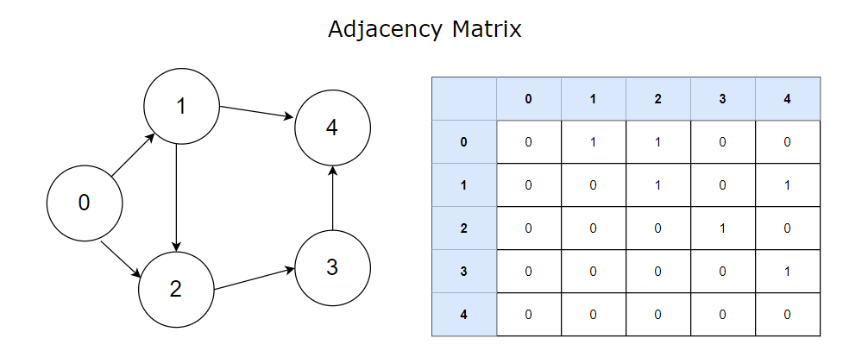 Adjacency Matrix
1
4
0
3
2
0 1 2 3 4
0 0 1 1 0 0
1 0 0 1 0 1
2 0 0 0 1 0
3 0 0 0 0 1
4 0 0 0 0 0